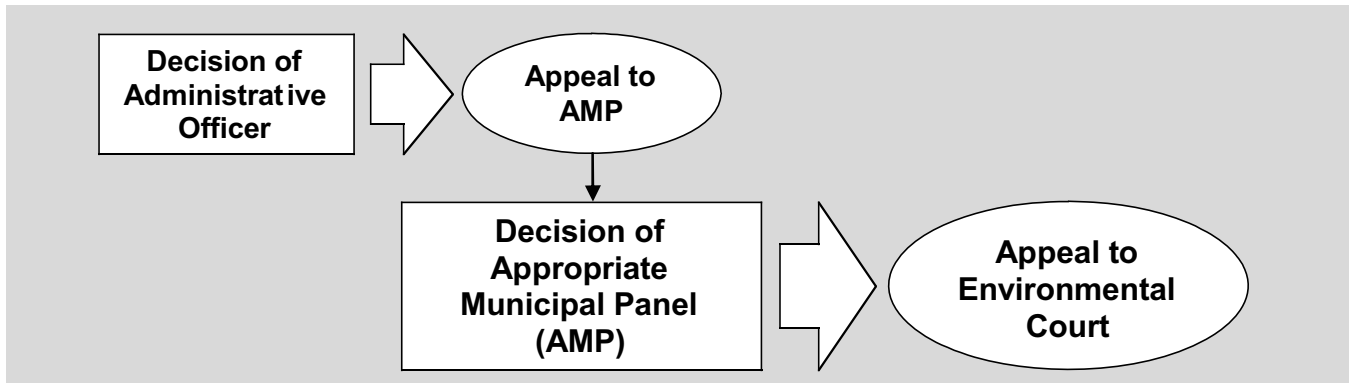 Decision of
Administrative
Officer
Appeal to
AMP
Decision of
Appropriate
Municipal Panel
(AMP)
Appeal to
Environmental
Court